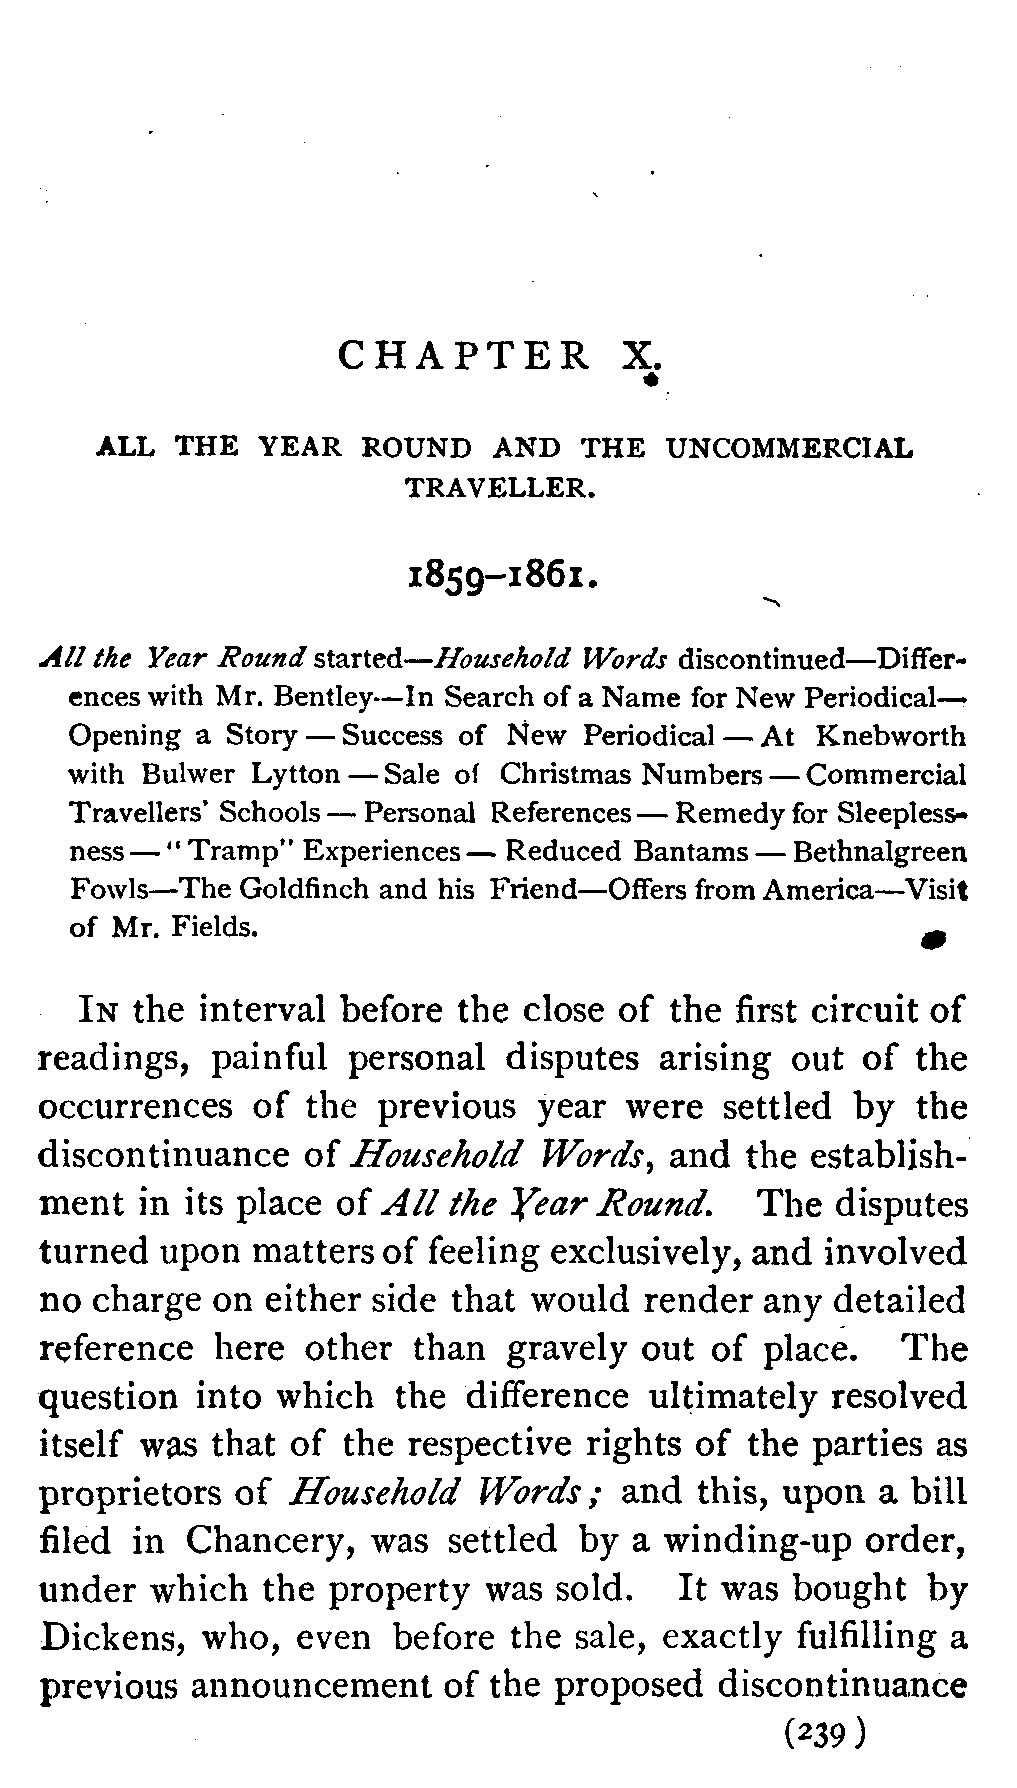 CHAPTER X.
ALL THE YEAR ROUND AND THE UNCOMMERCIAL
TRAVELLER.
1859–1861.
All the Year Round started—Household Words discontinued—Differ-
ences with Mr. Bentley—In Search of a Name for New Periodical—
Opening a Story — Success of New Periodical — At Knebworth
with Bulwer Lytton — Sale of Christmas Numbers — Commercial
Travellers' Schools — Personal References — Remedy for Sleepless-
ness — "Tramp" Experiences — Reduced Bantams — Bethnalgreen
Fowls—The Goldfinch and his Friend—Offers from America—Visit
of Mr. Fields.
IN the interval before the close of the first circuit of
readings, painful personal disputes arising out of the
occurrences of the previous year were settled by the
discontinuance of Household Words, and the establish-
ment in its place of All the Year Round. The disputes
turned upon matters of feeling exclusively, and involved
no charge on either side that would render any detailed
reference here other than gravely out of place. The
question into which the difference ultimately resolved
itself was that of the respective rights of the parties as
proprietors of Household Words; and this, upon a bill
filed in Chancery, was settled by a winding-up order,
under which the property was sold. It was bought by
Dickens, who, even before the sale, exactly fulfilling a
previous announcement of the proposed discontinuance
(239)